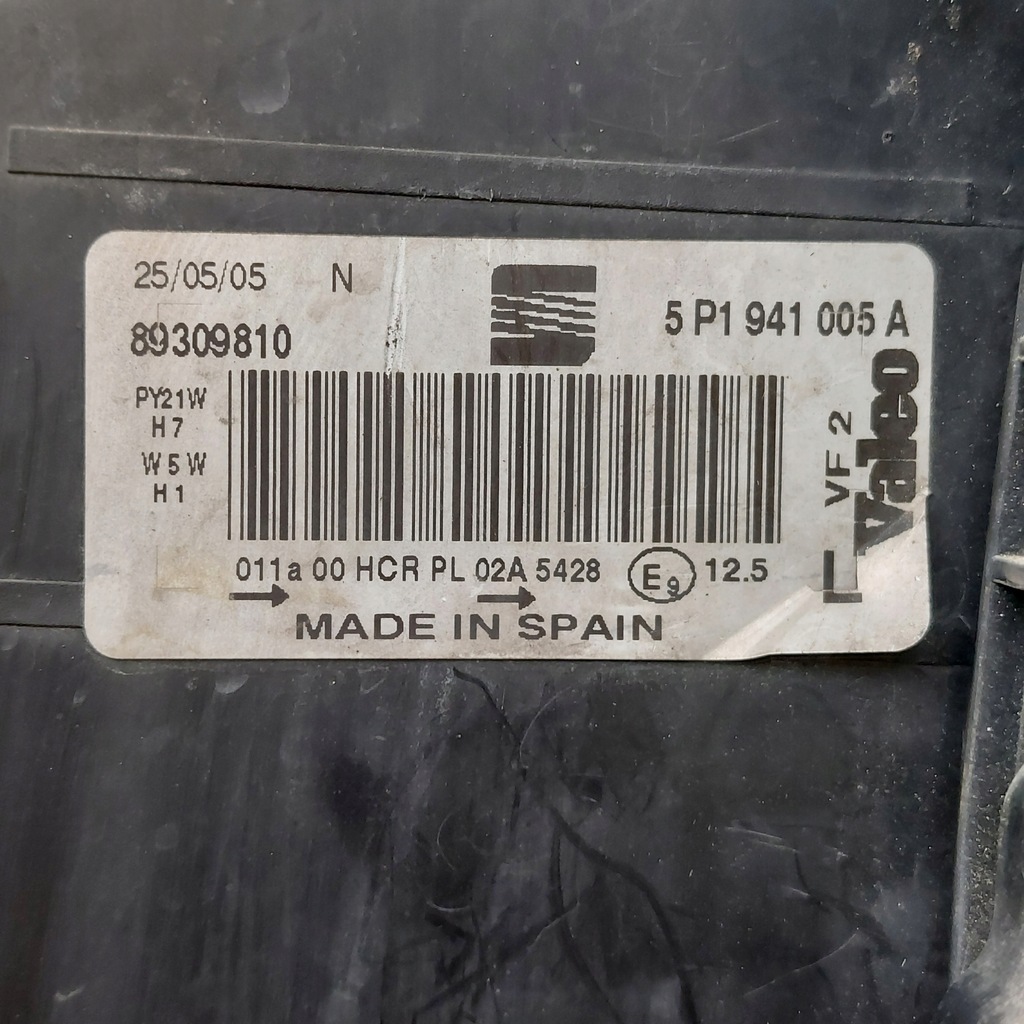 25/05/05 N
89309810
5 P1 941 005 A
PY21W
H7
W5W
H1
VF 2
Valeo
L
011a 00 HCR PL 02A 5428 E9 12.5
MADE IN SPAIN